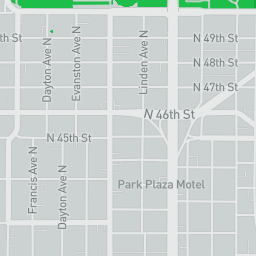 N 49th St
th St
Dayton Ave N
Evanston Ave N
Linden Ave N
N 48th St
N 47th St
N 46th St
N 45th St
Francis Ave N
Dayton Ave N
Park Plaza Motel